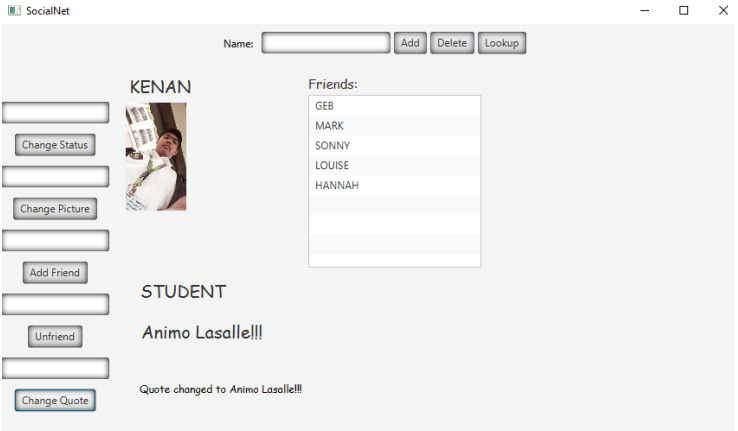 SocialNet
Name: Add Delete Lookup
KENAN
Friends:
GEB
MARK
SONNY
LOUISE
HANNAH
Change Status
Change Picture
Add Friend
Unfriend
Change Quote
STUDENT
Animo Lasalle!!!
Quote changed to Animo Lasalle!!!